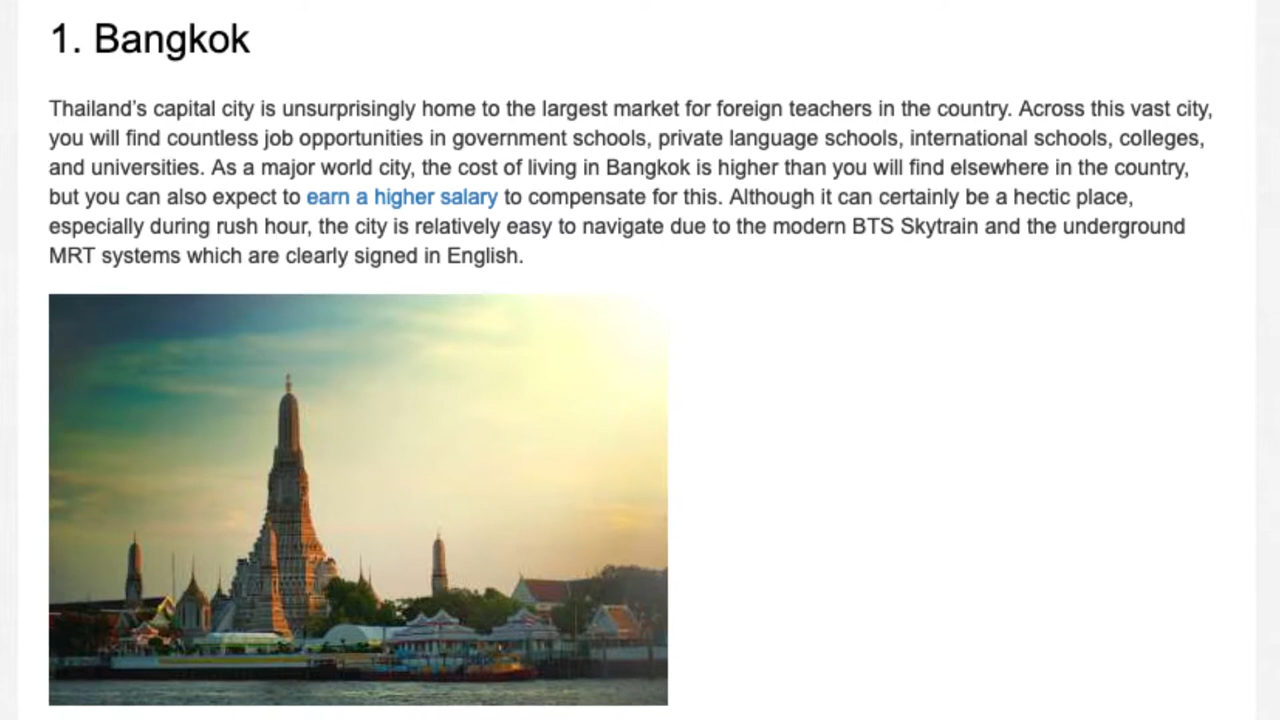 1. Bangkok
Thailand’s capital city is unsurprisingly home to the largest market for foreign teachers in the country. Across this vast city,
you will find countless job opportunities in government schools, private language schools, international schools, colleges,
and universities. As a major world city, the cost of living in Bangkok is higher than you will find elsewhere in the country,
but you can also expect to earn a higher salary to compensate for this. Although it can certainly be a hectic place,
especially during rush hour, the city is relatively easy to navigate due to the modern BTS Skytrain and the underground
MRT systems which are clearly signed in English.